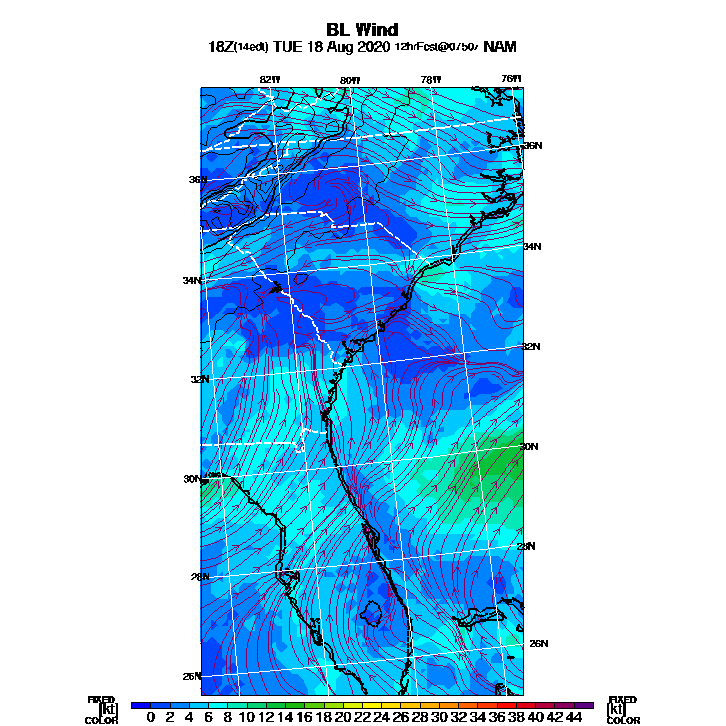 BL Wind
18Z(14edt) TUE 18 Aug 2020 12hrFcst@0750z NAM
82W 80W 78W 76W
36N
36N
34N
34N
32N
32N
30N
30N
28N
28N
26N
26N
FIXED FIXED
[kt] 0 2 4 6 8 10 12 14 16 18 20 22 24 26 28 30 32 34 36 38 40 42 44 [kt]
COLOR COLOR